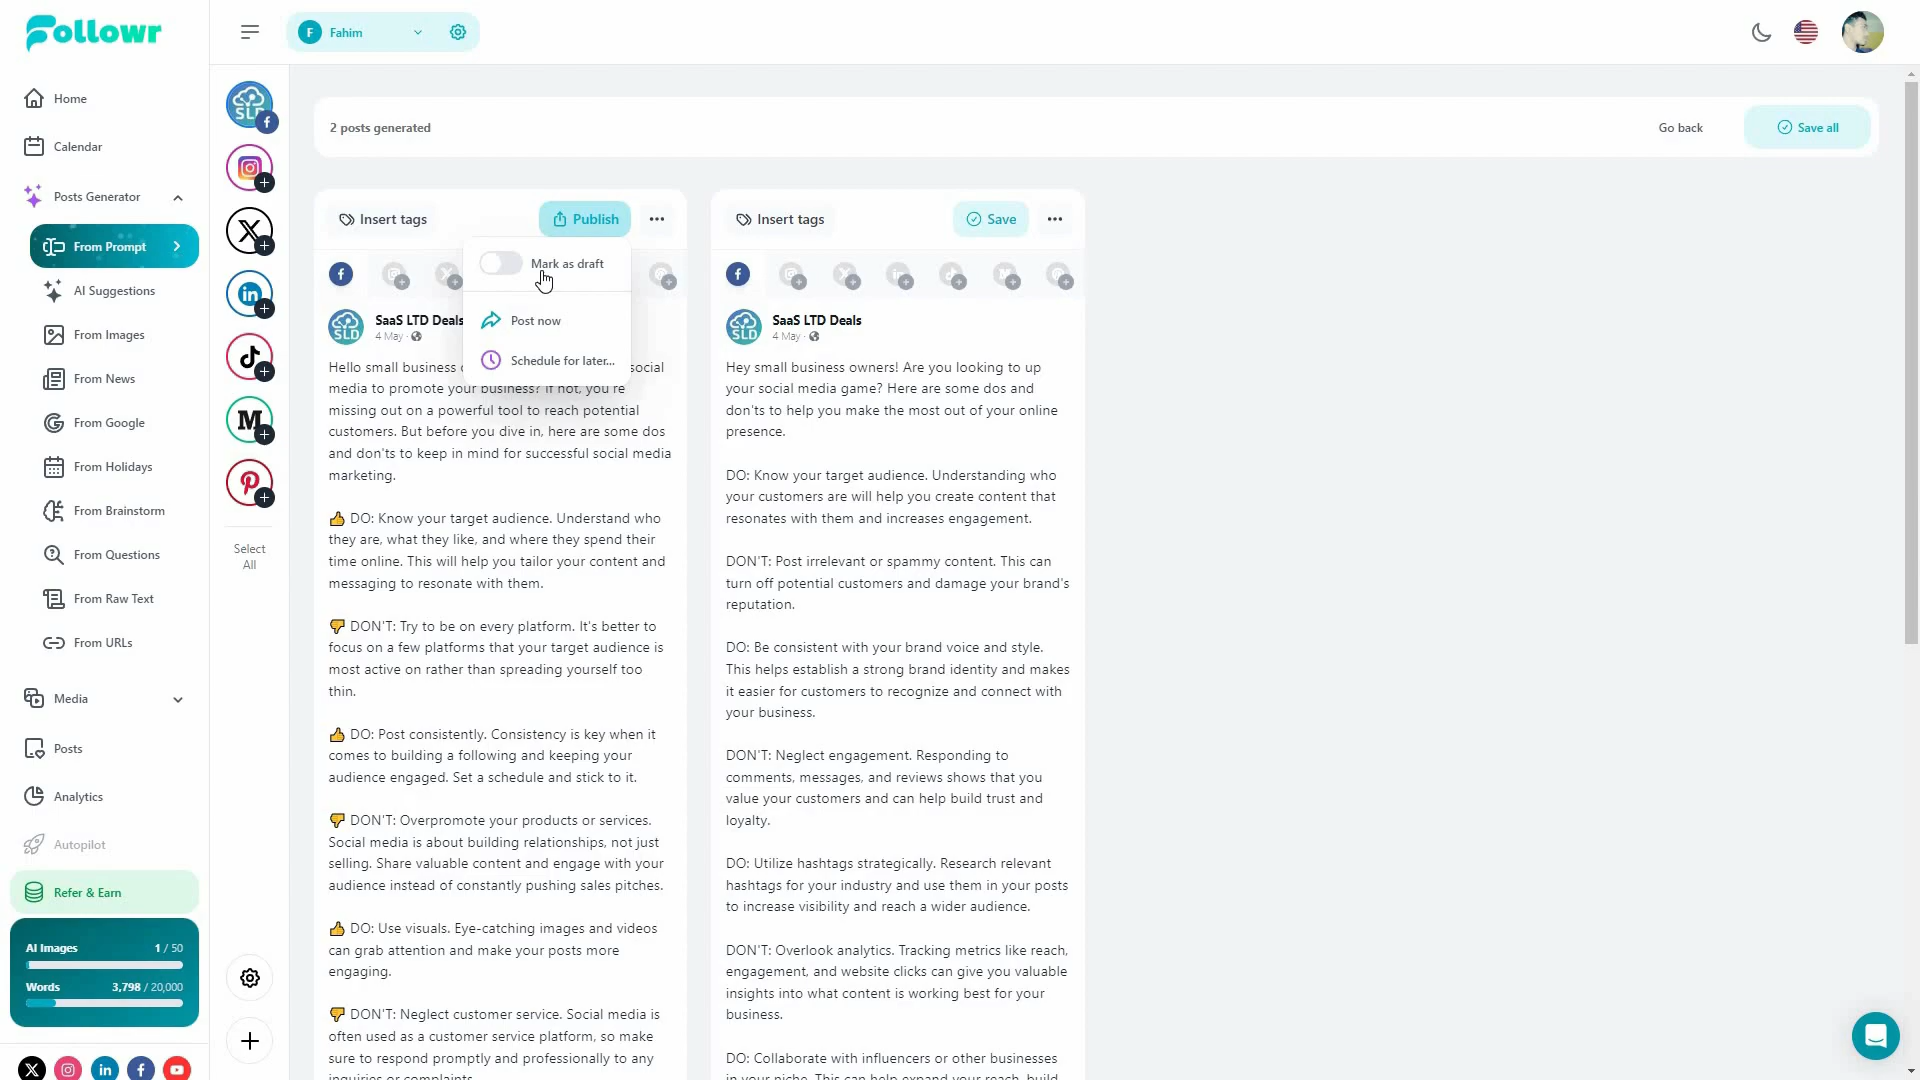 Followr
F Fahim
Home
Calendar
Posts Generator
From Prompt
AI Suggestions
From Images
From News
From Google
From Holidays
From Brainstorm
From Questions
From Raw Text
From URLs
Media
Posts
Analytics
Autopilot
Refer & Earn
AI Images 1 / 50
Words 3,798 / 20,000
SLD
Select
All
2 posts generated
Go back
Save all
Insert tags
Publish
Mark as draft
Post now
Schedule for later...
SLD
SaaS LTD Deals
4 May ·
Hello small business social
media to promote your business? If not, you're
missing out on a powerful tool to reach potential
customers. But before you dive in, here are some dos
and don'ts to keep in mind for successful social media
marketing.
👍 DO: Know your target audience. Understand who
they are, what they like, and where they spend their
time online. This will help you tailor your content and
messaging to resonate with them.
👎 DON'T: Try to be on every platform. It's better to
focus on a few platforms that your target audience is
most active on rather than spreading yourself too
thin.
👍 DO: Post consistently. Consistency is key when it
comes to building a following and keeping your
audience engaged. Set a schedule and stick to it.
👎 DON'T: Overpromote your products or services.
Social media is about building relationships, not just
selling. Share valuable content and engage with your
audience instead of constantly pushing sales pitches.
👍 DO: Use visuals. Eye-catching images and videos
can grab attention and make your posts more
engaging.
👎 DON'T: Neglect customer service. Social media is
often used as a customer service platform, so make
sure to respond promptly and professionally to any
inquiries or complaints.
Insert tags
Save
SLD
SaaS LTD Deals
4 May ·
Hey small business owners! Are you looking to up
your social media game? Here are some dos and
don'ts to help you make the most out of your online
presence.
DO: Know your target audience. Understanding who
your customers are will help you create content that
resonates with them and increases engagement.
DON'T: Post irrelevant or spammy content. This can
turn off potential customers and damage your brand's
reputation.
DO: Be consistent with your brand voice and style.
This helps establish a strong brand identity and makes
it easier for customers to recognize and connect with
your business.
DON'T: Neglect engagement. Responding to
comments, messages, and reviews shows that you
value your customers and can help build trust and
loyalty.
DO: Utilize hashtags strategically. Research relevant
hashtags for your industry and use them in your posts
to increase visibility and reach a wider audience.
DON'T: Overlook analytics. Tracking metrics like reach,
engagement, and website clicks can give you valuable
insights into what content is working best for your
business.
DO: Collaborate with influencers or other businesses
in your niche. This can help expand your reach, build